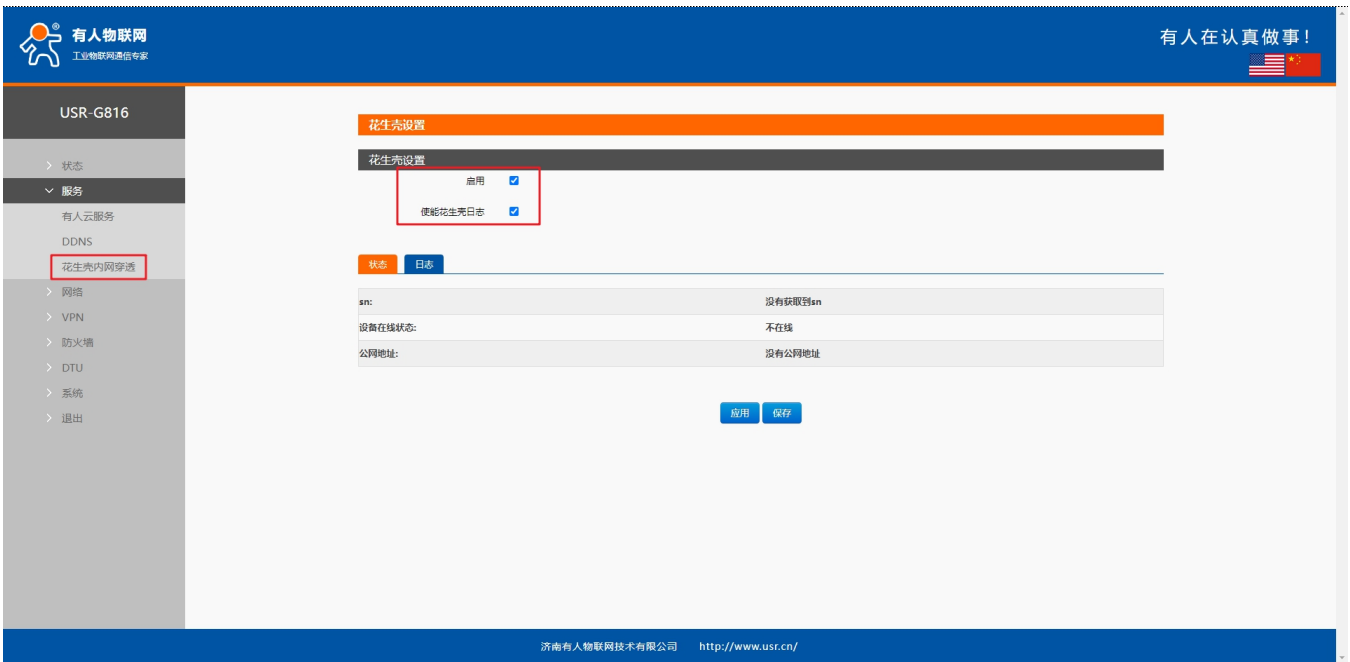 有人物联网
工业物联网通信专家
有人在认真做事!
USR-G816
状态
服务
有人云服务
DDNS
花生壳内网穿透
网络
VPN
防火墙
DTU
系统
退出
花生壳设置
花生壳设置
启用
使能花生壳日志
状态 日志
sn: 没有获取到sn
设备在线状态: 不在线
公网地址: 没有公网地址
应用 保存
济南有人物联网技术有限公司 http://www.usr.cn/